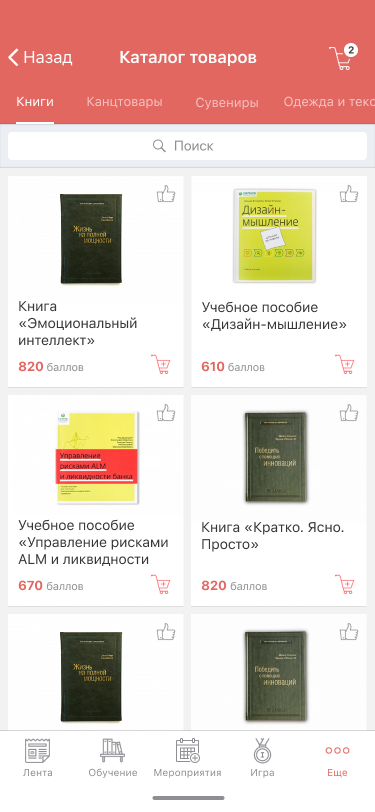 Назад
Каталог товаров
2
Книги
Канцтовары
Сувениры
Одежда и текс
Поиск
Жизнь
на полной
мощности
Дизайн-
мышление
Книга
«Эмоциональный
интеллект»
820 баллов
Учебное пособие
«Дизайн-мышление»
610 баллов
Управление
рисками ALM
и ликвидности банка
Победить
с помощью
инноваций
Учебное пособие
«Управление рисками
ALM и ликвидности
670 баллов
Книга «Кратко. Ясно.
Просто»
820 баллов
Жизнь
на полной
мощности
Победить
с помощью
инноваций
Лента
Обучение
Мероприятия
Игра
Еще